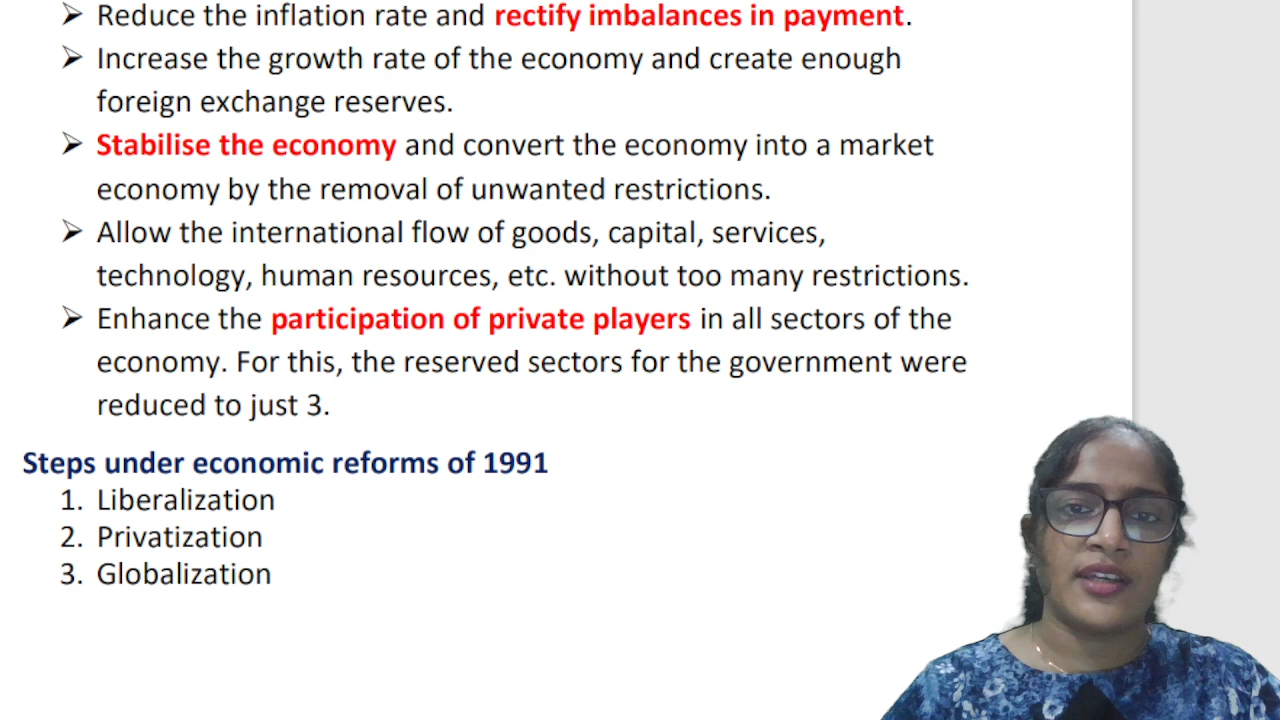 ➢ Reduce the inflation rate and rectify imbalances in payment.
➢ Increase the growth rate of the economy and create enough
foreign exchange reserves.
➢ Stabilise the economy and convert the economy into a market
economy by the removal of unwanted restrictions.
➢ Allow the international flow of goods, capital, services,
technology, human resources, etc. without too many restrictions.
➢ Enhance the participation of private players in all sectors of the
economy. For this, the reserved sectors for the government were
reduced to just 3.
Steps under economic reforms of 1991
1. Liberalization
2. Privatization
3. Globalization